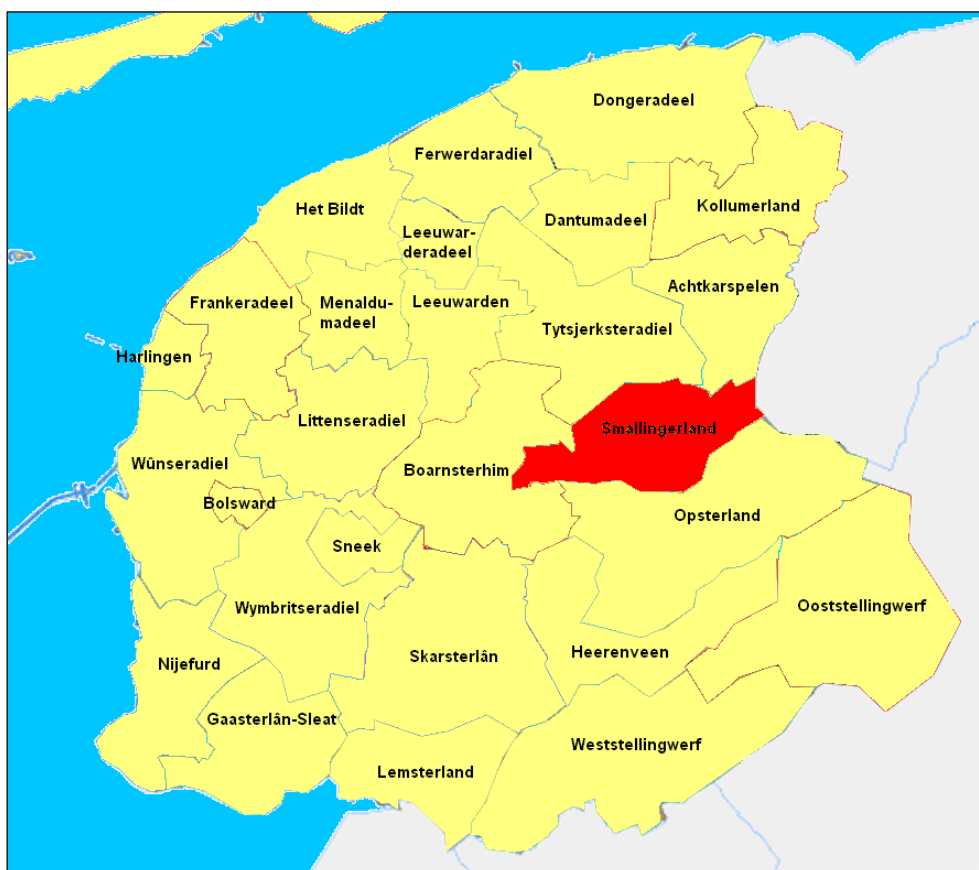 Dongeradeel
Ferwerdaradiel
Kollumerland
Het Bildt
Dantumadeel
Leeuwar-
deradeel
Achtkarspelen
Frankeradeel
Menaldu-
madeel
Leeuwarden
Tytsjerksteradiel
Harlingen
Littenseradiel
Smallingerland
Wûnseradiel
Boarnsterhim
Bolsward
Opsterland
Sneek
Wymbritseradiel
Ooststellingwerf
Nijefurd
Skarsterlân
Heerenveen
Gaasterlân-Sleat
Weststellingwerf
Lemsterland